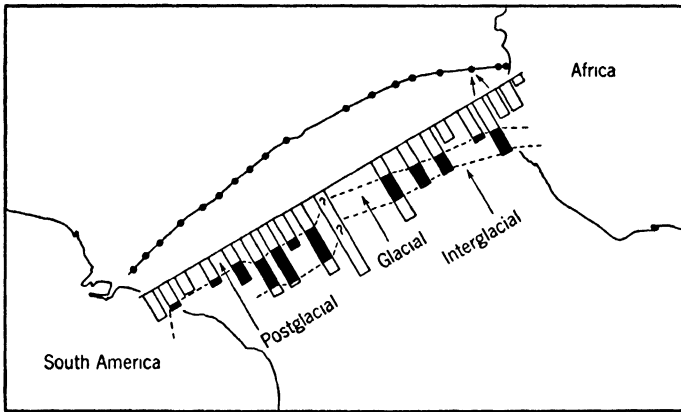 Africa
?
?
Glacial
Interglacial
Postglacial
South America